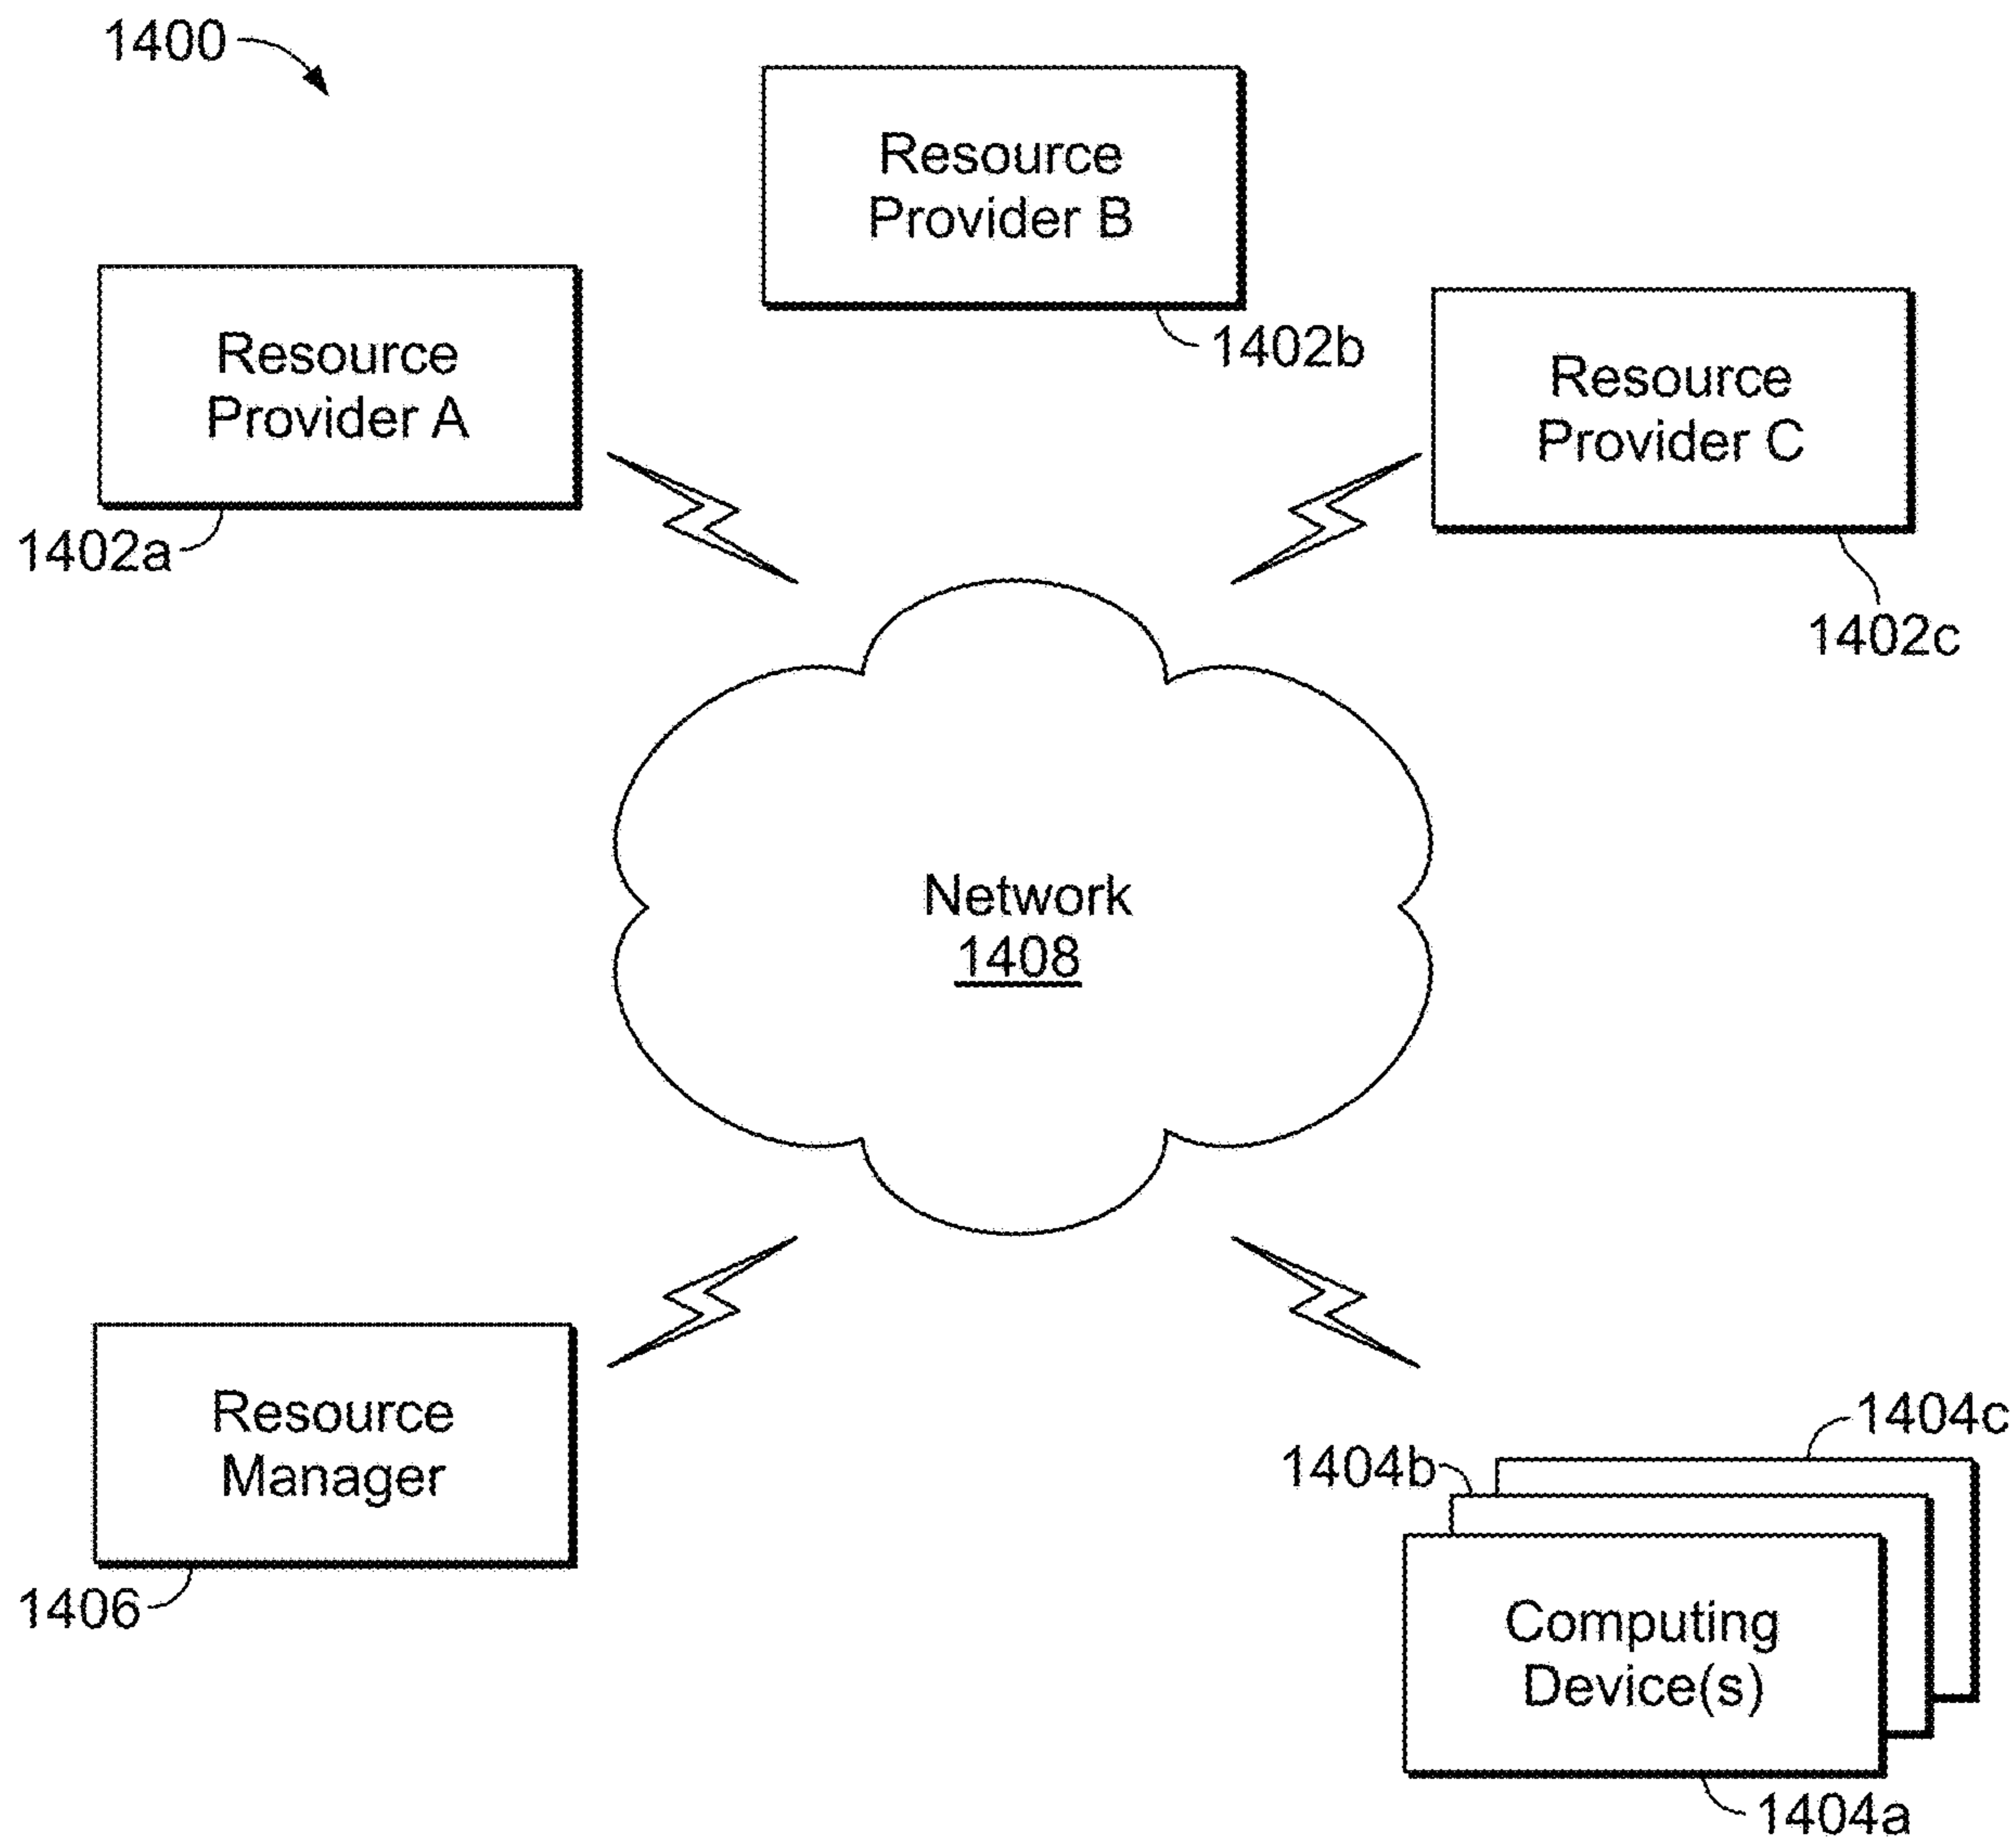 1400
Resource
Provider B
1402b
Resource
Provider A
1402a
Resource
Provider C
1402c
Network
1408
Resource
Manager
1406
1404c
1404b
Computing
Device(s)
1404a